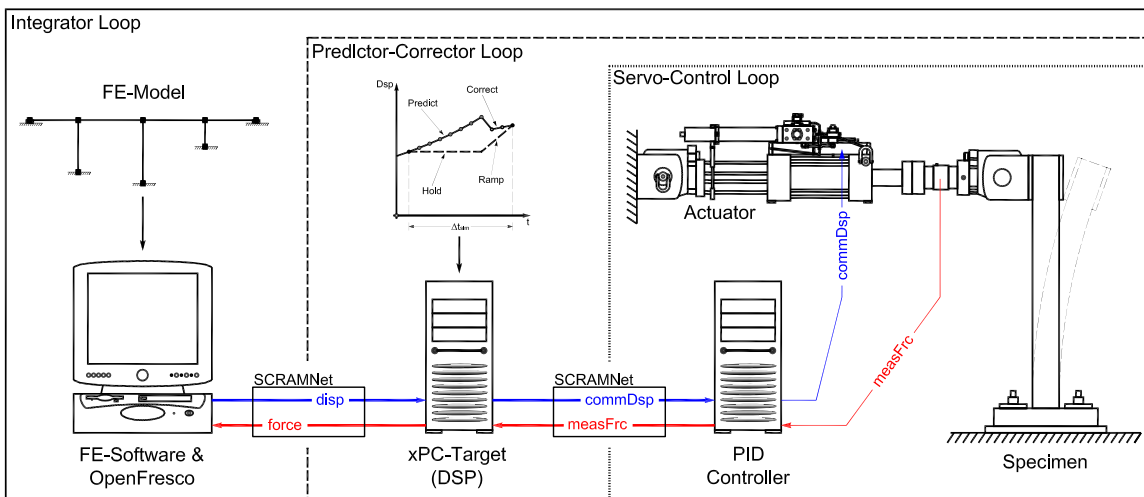 Integrator Loop
Predictor-Corrector Loop
Servo-Control Loop
FE-Model
Dsp
Predict
Correct
Hold
Ramp
t
Actuator
commDsp
measFrc
SCRAMNet
disp
force
SCRAMNet
commDsp
measFrc
FE-Software &
OpenFresco
xPC-Target
(DSP)
PID
Controller
Specimen